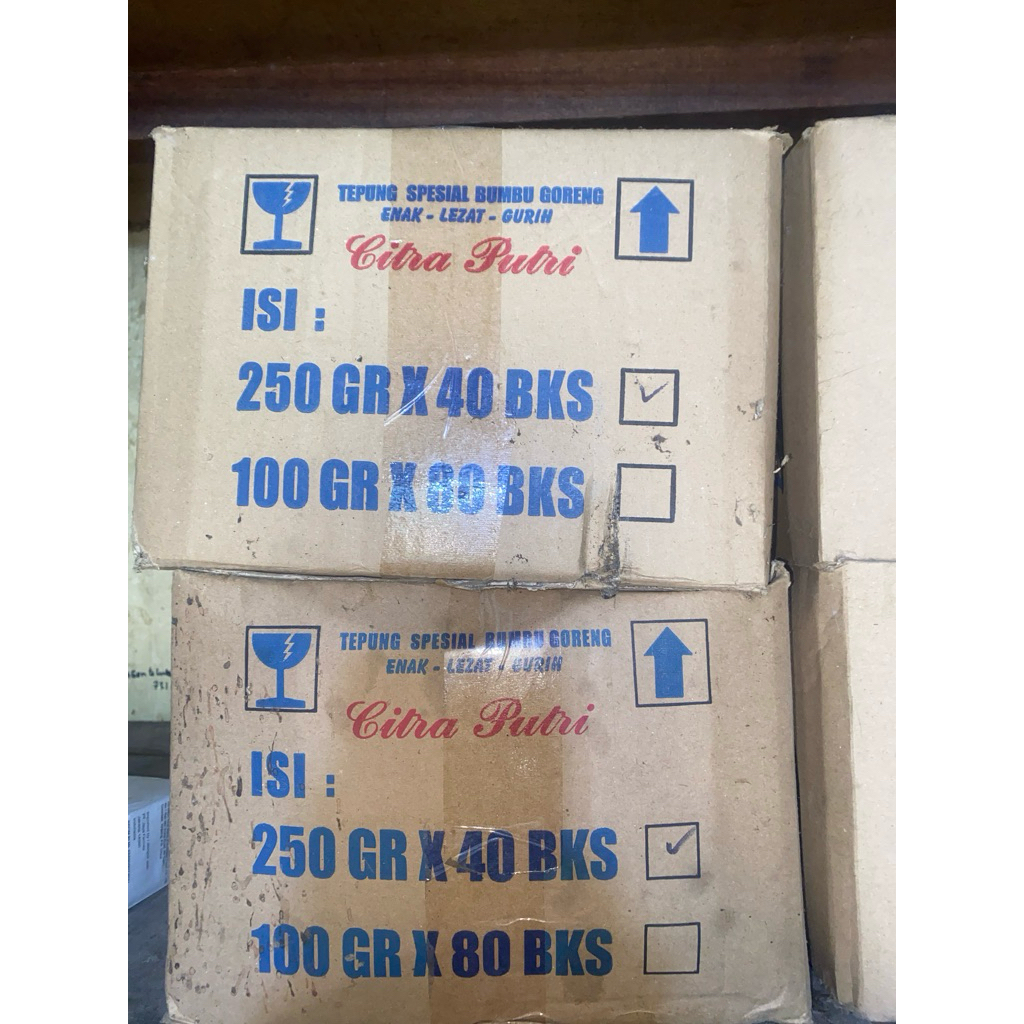 TEPUNG SPESIAL BUMBU GORENG
ENAK - LEZAT - GURIH
Citra Putri
ISI :
250 GR X 40 BKS
100 GR X 80 BKS
TEPUNG SPESIAL BUMBU GORENG
ENAK - LEZAT - GURIH
Citra Putri
ISI :
250 GR X 40 BKS
100 GR X 80 BKS